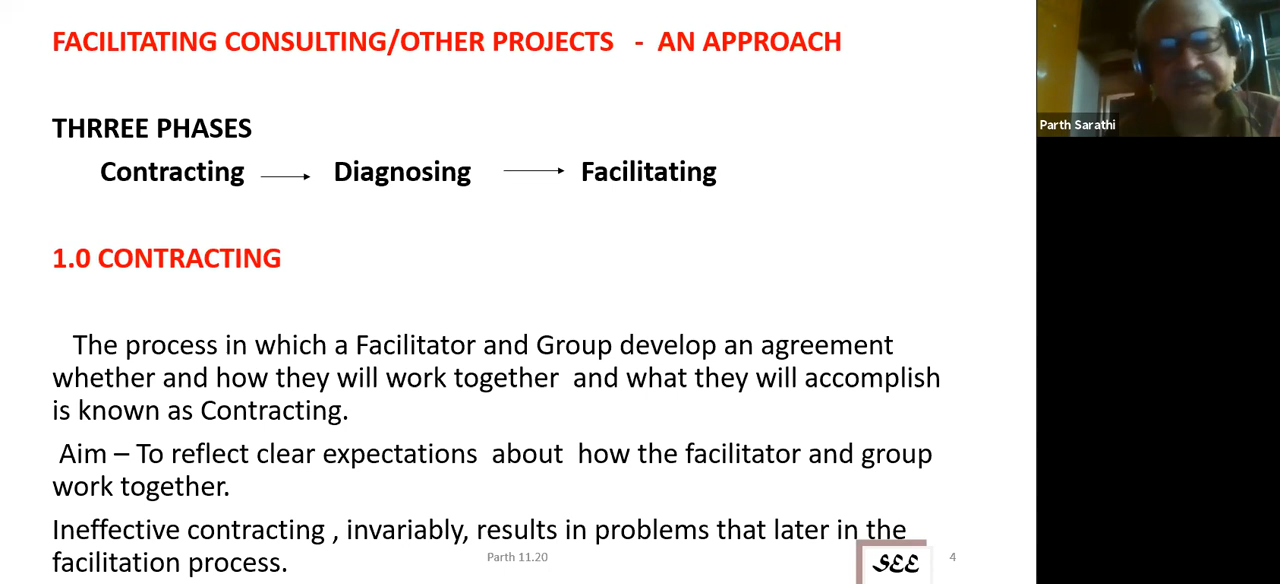 FACILITATING CONSULTING/OTHER PROJECTS - AN APPROACH
THRREE PHASES
Contracting → Diagnosing → Facilitating
1.0 CONTRACTING
The process in which a Facilitator and Group develop an agreement
whether and how they will work together and what they will accomplish
is known as Contracting.
Aim – To reflect clear expectations about how the facilitator and group
work together.
Ineffective contracting , invariably, results in problems that later in the
facilitation process.
Parth 11.20
SEE
4
Parth Sarathi